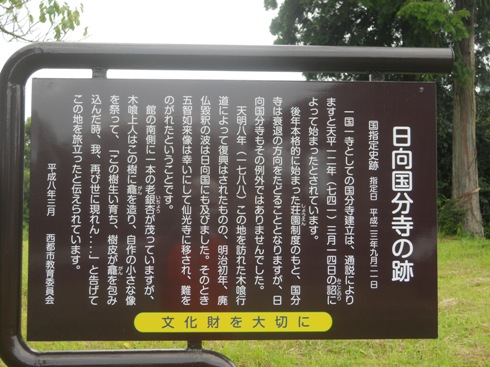 日向国分寺の跡
国指定史跡　指定日　平成二三年九月二一日
一国一寺としての国分寺建立は、通説により
ますと天平一二年(七四一)三月一四日の詔に
よって始まったとされています。
後年本格的に始まった荘園制度のもと、国分
寺は衰退の方向をたどることとなりますが、日
向国分寺もその例外ではありませんでした。
天明八年(一七八八)この地を訪れた木喰行
道によって復興はされたものの、明治初年、廃
仏毀釈の波は日向国にも及びました。そのとき
五智如来像は幸いにして仙光寺に移され、難を
のがれたということです。
館の南側に一本の老銀杏が茂っていますが、
木喰上人はこの樹に龕を造り、自作の小さな像
を祭って、「この樹生い育ち、樹皮が龕を包み
込んだ時、我、再び世に現れん‥‥」と告げて
この地を旅立ったと伝えられています。
平成八年三月　西都市教育委員会
文化財を大切に